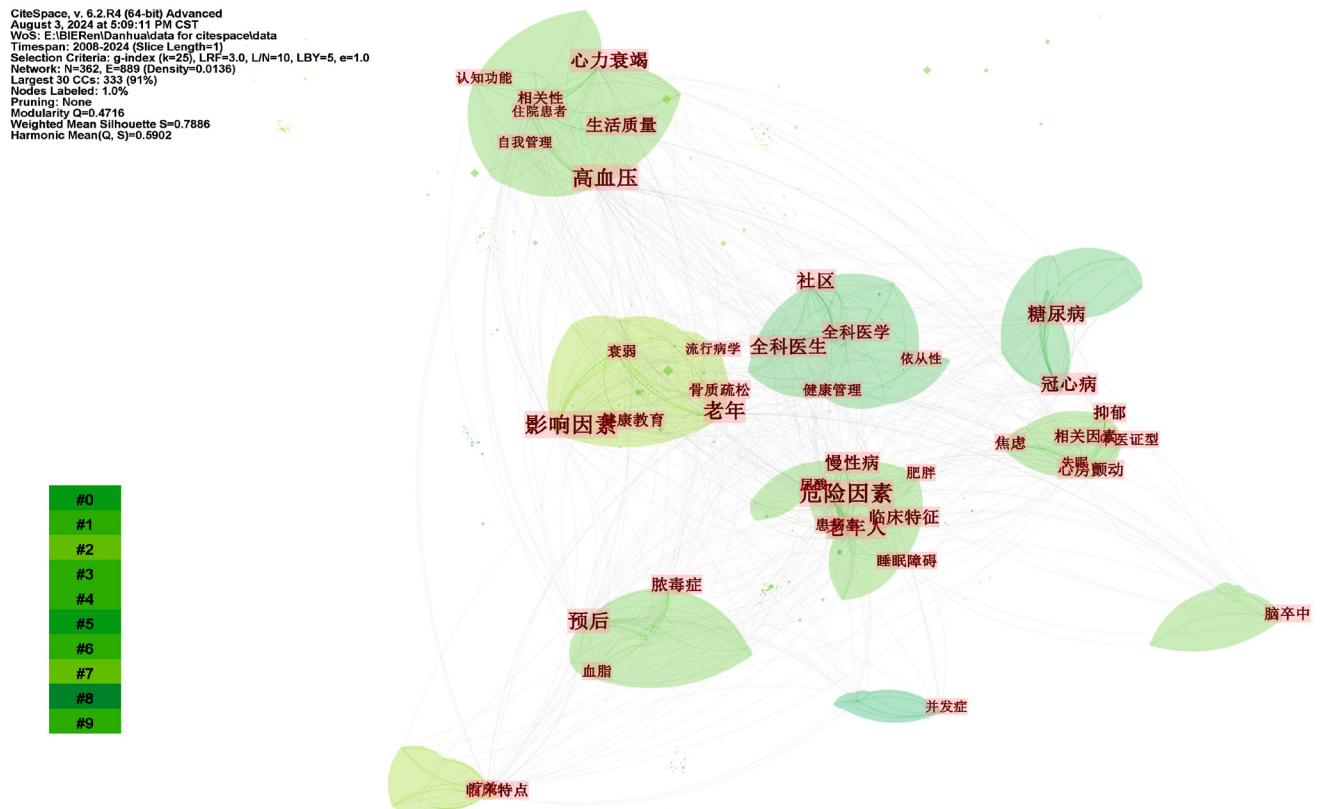 CiteSpace, v. 6.2.R4 (64-bit) Advanced
August 3, 2024 at 5:09:11 PM CST
WoS: E:\BIERen\Danhua\data for citespace\data
Timespan: 2008-2024 (Slice Length=1)
Selection Criteria: g-index (k=25), LRF=3.0, L/N=10, LBY=5, e=1.0
Network: N=362, E=889 (Density=0.0136)
Largest 30 CCs: 333 (91%)
Nodes Labeled: 1.0%
Pruning: None
Modularity Q=0.4716
Weighted Mean Silhouette S=0.7886
Harmonic Mean(Q, S)=0.5902
心力衰竭
认知功能
相关性
住院患者
生活质量
自我管理
高血压
社区
糖尿病
全科医学
全科医生
流行病学
衰弱
依从性
冠心病
骨质疏松
健康管理
老年
抑郁
影响因素
健康教育
相关因素
中医证型
焦虑
失眠
心房颤动
慢性病
肥胖
尿酸
危险因素
临床特征
患病率
老年人
睡眠障碍
脓毒症
脑卒中
预后
血脂
并发症
临床特点
#0
#1
#2
#3
#4
#5
#6
#7
#8
#9